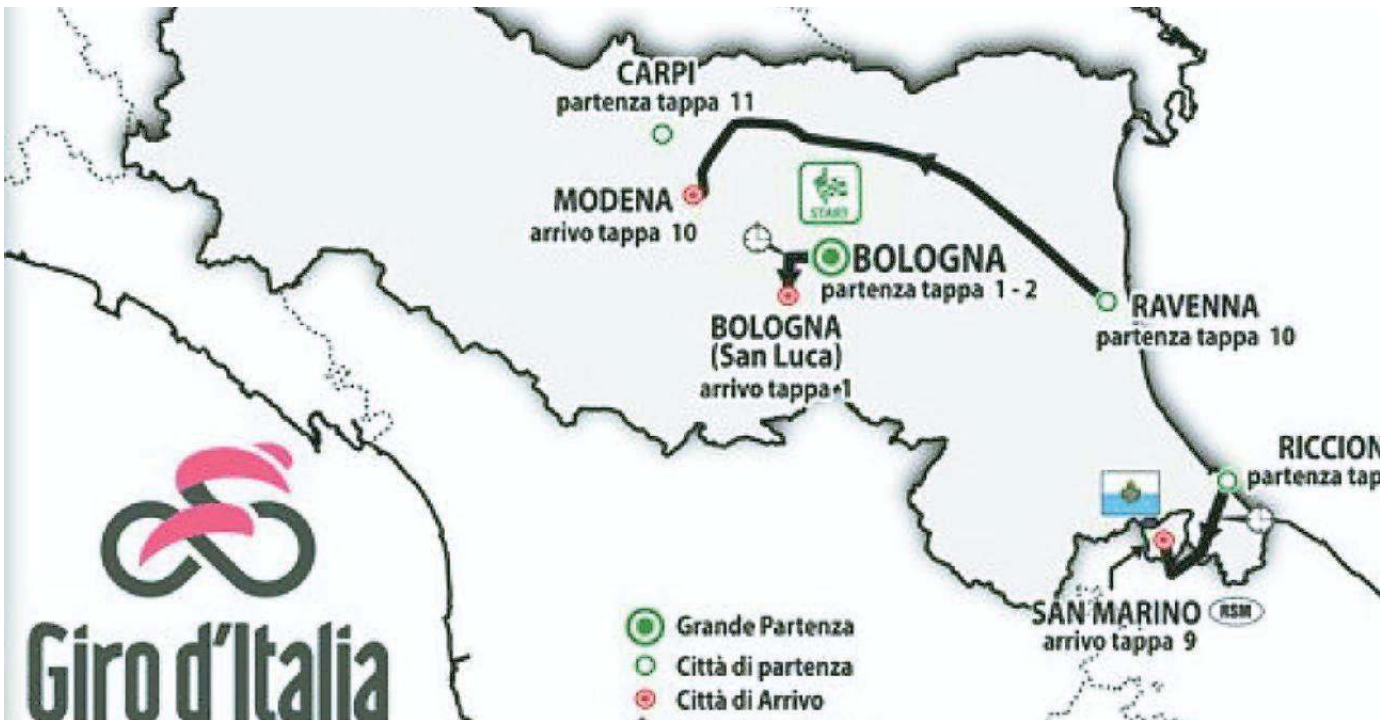 CARPI
partenza tappa 11
MODENA
arrivo tappa 10
START
BOLOGNA
partenza tappa 1 - 2
BOLOGNA
(San Luca)
arrivo tappa 1
RAVENNA
partenza tappa 10
RICCION
partenza tap
SAN MARINO RSM
arrivo tappa 9
Giro d'Italia
Grande Partenza
Città di partenza
Città di Arrivo